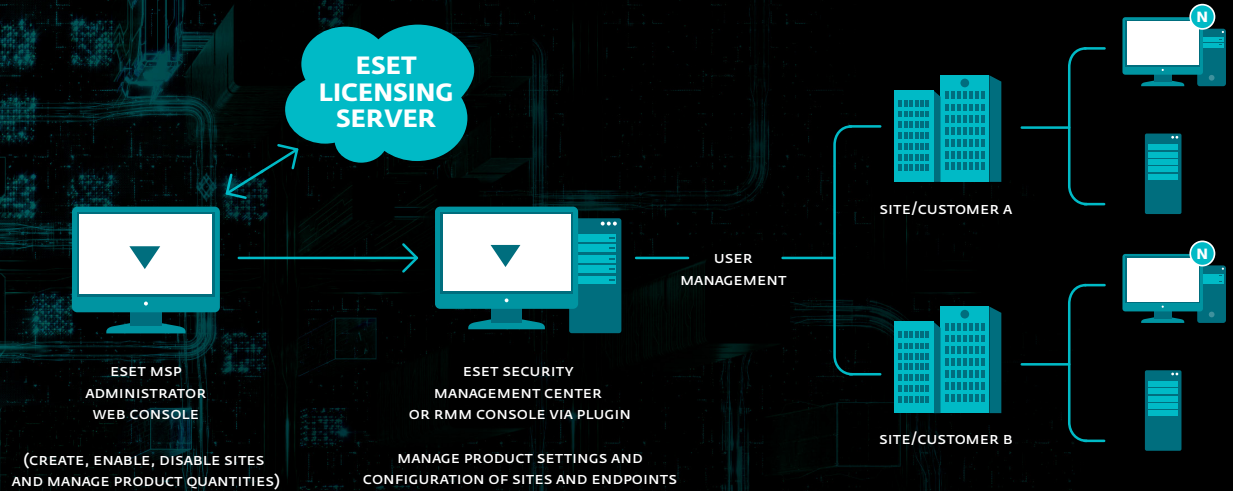 ESET
LICENSING
SERVER
N
SITE/CUSTOMER A
USER
MANAGEMENT
N
ESET MSP
ADMINISTRATOR
WEB CONSOLE
(CREATE, ENABLE, DISABLE SITES
AND MANAGE PRODUCT QUANTITIES)
ESET SECURITY
MANAGEMENT CENTER
OR RMM CONSOLE VIA PLUGIN
MANAGE PRODUCT SETTINGS AND
CONFIGURATION OF SITES AND ENDPOINTS
SITE/CUSTOMER B